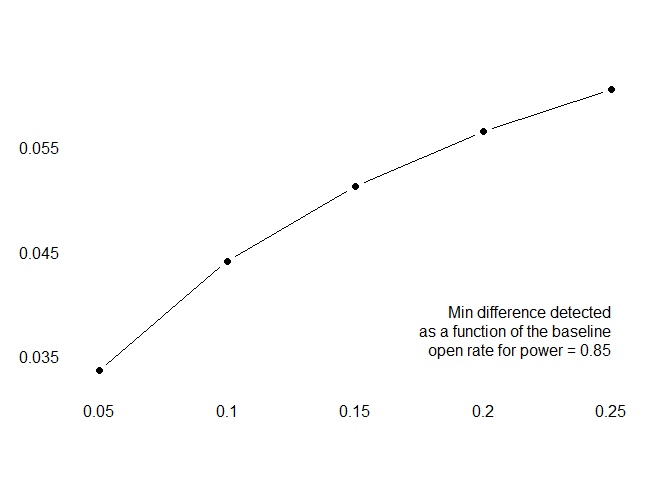 0.055
0.045
0.035
Min difference detected
as a function of the baseline
open rate for power = 0.85
0.05 0.1 0.15 0.2 0.25